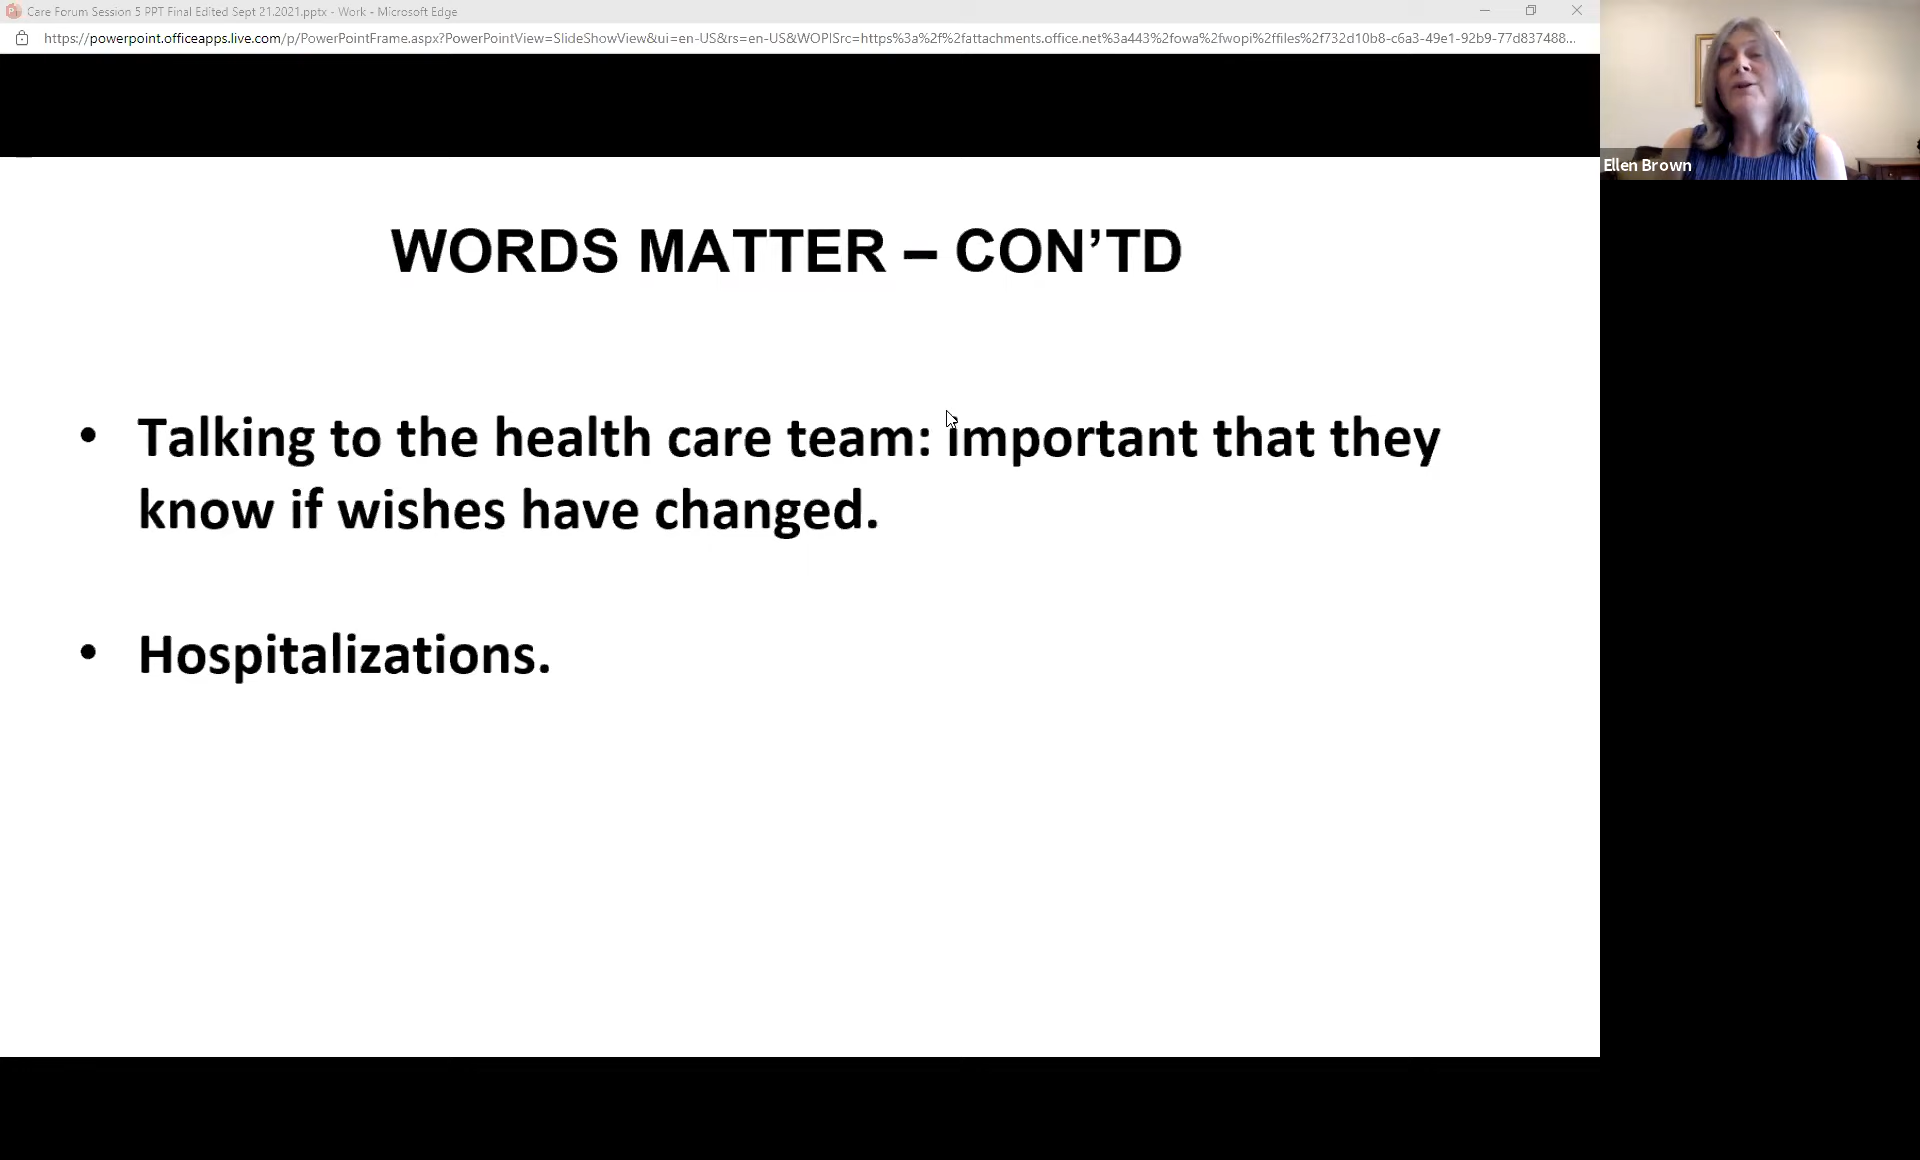 Care Forum Session 5 PPT Final Edited Sept 21.2021.pptx - Work - Microsoft Edge
https://powerpoint.officeapps.live.com/p/PowerPointFrame.aspx?PowerPointView=SlideShowView&ui=en-US&rs=en-US&WOPISrc=https%3a%2f%2fattachments.office.net%3a443%2fowa%2fwopi%2ffiles%2f732d10b8-c6a3-49e1-92b9-77d837488...
Ellen Brown
WORDS MATTER – CON’TD
• Talking to the health care team: important that they
know if wishes have changed.
• Hospitalizations.